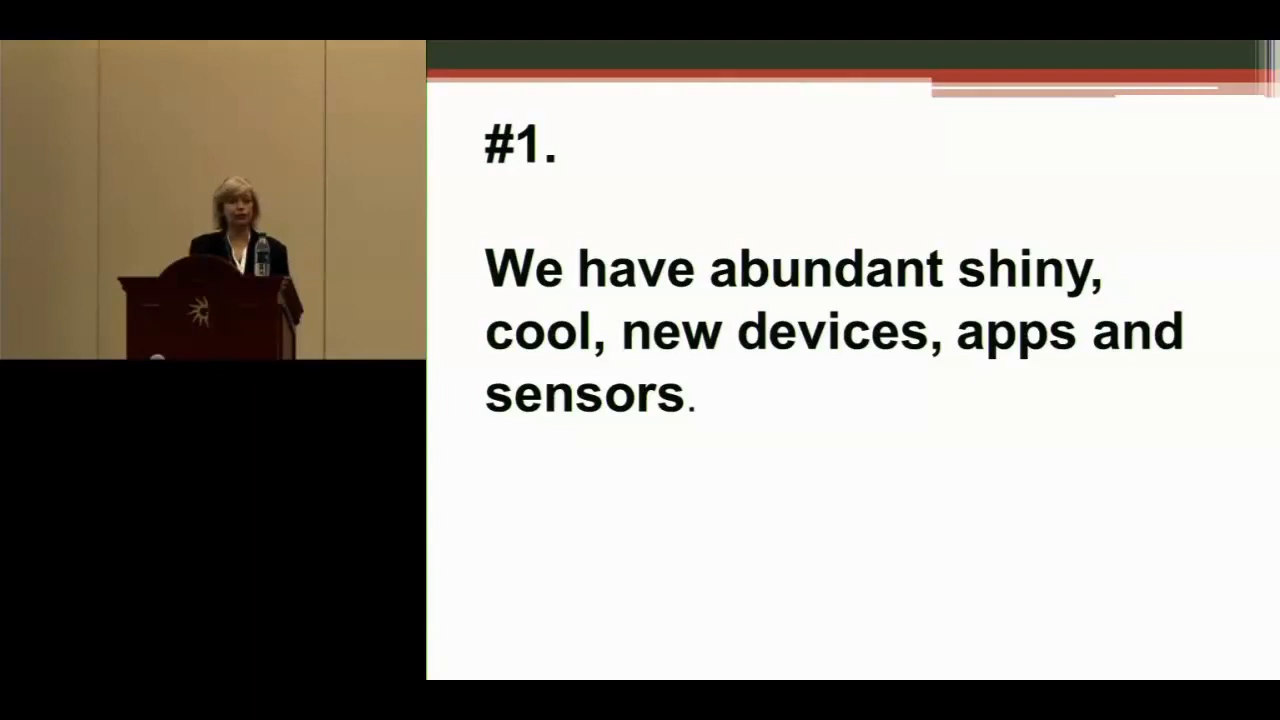 #1.
We have abundant shiny,
cool, new devices, apps and
sensors.